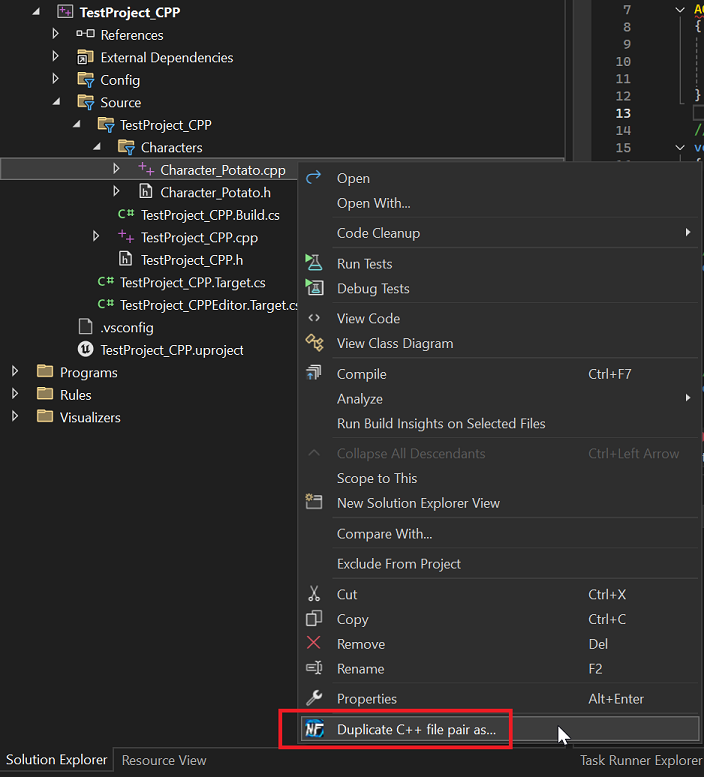 TestProject_CPP
References
External Dependencies
Config
Source
TestProject_CPP
Characters
Character_Potato.cpp
Character_Potato.h
TestProject_CPP.Build.cs
TestProject_CPP.cpp
TestProject_CPP.h
TestProject_CPP.Target.cs
TestProject_CPPEditor.Target.cs
.vsconfig
TestProject_CPP.uproject
Programs
Rules
Visualizers
Open
Open With...
Code Cleanup
Run Tests
Debug Tests
View Code
View Class Diagram
Compile Ctrl+F7
Analyze
Run Build Insights on Selected Files
Collapse All Descendants Ctrl+Left Arrow
Scope to This
New Solution Explorer View
Compare With...
Exclude From Project
Cut Ctrl+X
Copy Ctrl+C
Remove Del
Rename F2
Properties Alt+Enter
NF Duplicate C++ file pair as...
7
8 {
9
10
11
12 }
13
14 //
15
Solution Explorer Resource View Task Runner Explorer